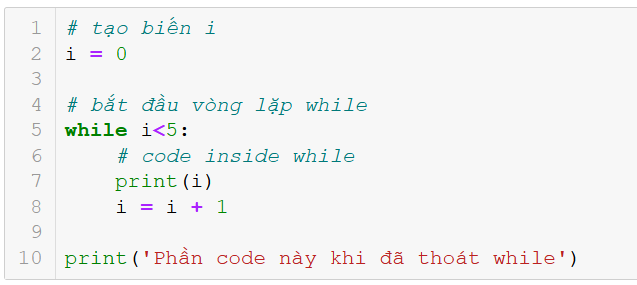 1 # tạo biến i
2 i = 0
3
4 # bắt đầu vòng lặp while
5 while i<5:
6     # code inside while
7     print(i)
8     i = i + 1
9
10 print('Phần code này khi đã thoát while')